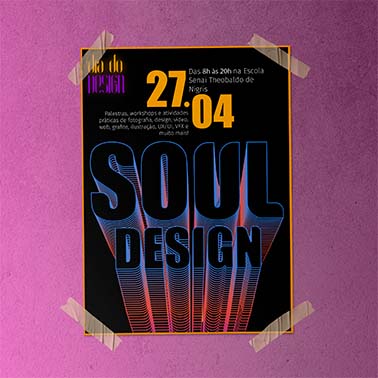 dia do
DESIGN
27.
04
Das 8h às 20h na Escola
Senai Theobaldo de
Nigris
Palestras, workshops e atividades
práticas de fotografia, design, vídeo,
web, grafite, ilustração, UX/UI, VFX e
muito mais!
SOUL
DESIGN